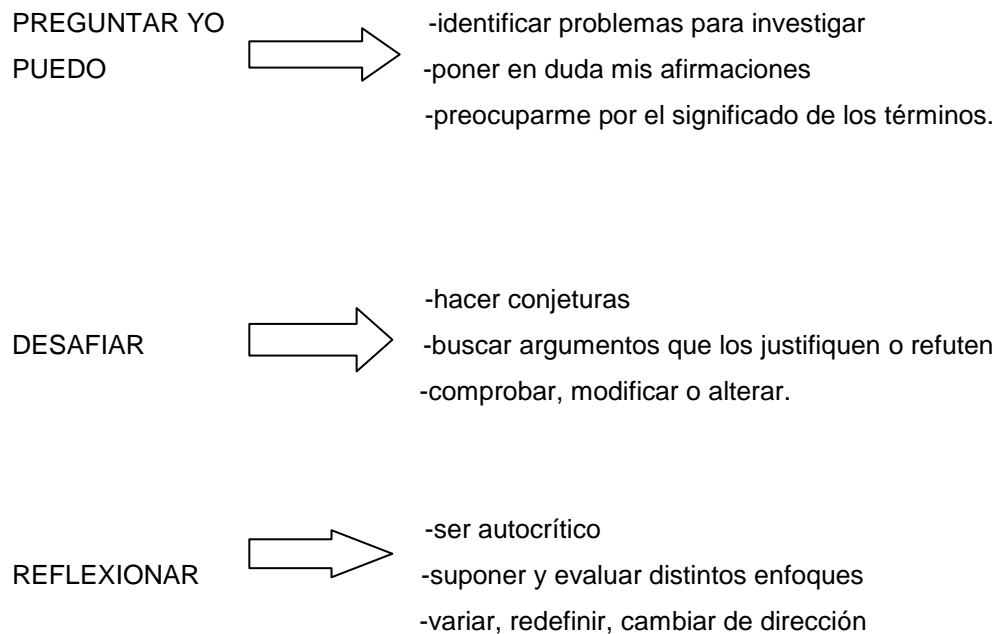 PREGUNTAR YO
PUEDO
-identificar problemas para investigar
-poner en duda mis afirmaciones
-preocuparme por el significado de los términos.
DESAFIAR
-hacer conjeturas
-buscar argumentos que los justifiquen o refuten
-comprobar, modificar o alterar.
REFLEXIONAR
-ser autocrítico
-suponer y evaluar distintos enfoques
-variar, redefinir, cambiar de dirección